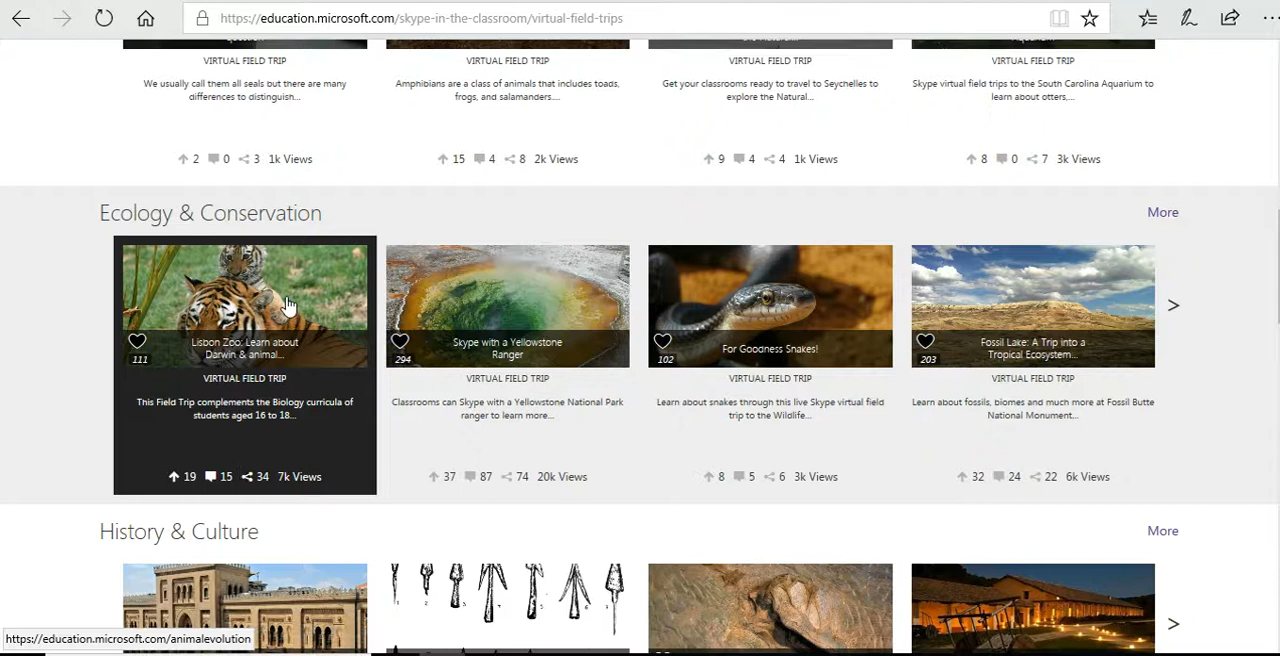 https://education.microsoft.com/skype-in-the-classroom/virtual-field-trips
VIRTUAL FIELD TRIP
We usually call them all seals but there are many
differences to distinguish...
2 0 3 1k Views
VIRTUAL FIELD TRIP
Amphibians are a class of animals that includes toads,
frogs, and salamanders....
15 4 8 2k Views
VIRTUAL FIELD TRIP
Get your classrooms ready to travel to Seychelles to
explore the Natural...
9 4 4 1k Views
VIRTUAL FIELD TRIP
Skype virtual field trips to the South Carolina Aquarium to
learn about otters,...
8 0 7 3k Views
Ecology & Conservation
More
111
Lisbon Zoo: Learn about
Darwin & animal...
VIRTUAL FIELD TRIP
This Field Trip complements the Biology curricula of
students aged 16 to 18...
19 15 34 7k Views
294
Skype with a Yellowstone
Ranger
VIRTUAL FIELD TRIP
Classrooms can Skype with a Yellowstone National Park
ranger to learn more...
37 87 74 20k Views
102
For Goodness Snakes!
VIRTUAL FIELD TRIP
Learn about snakes through this live Skype virtual field
trip to the Wildlife...
8 5 6 3k Views
203
Fossil Lake: A Trip into a
Tropical Ecosystem...
VIRTUAL FIELD TRIP
Learn about fossils, biomes and much more at Fossil Butte
National Monument...
32 24 22 6k Views
>
History & Culture
More
>
https://education.microsoft.com/animalevolution